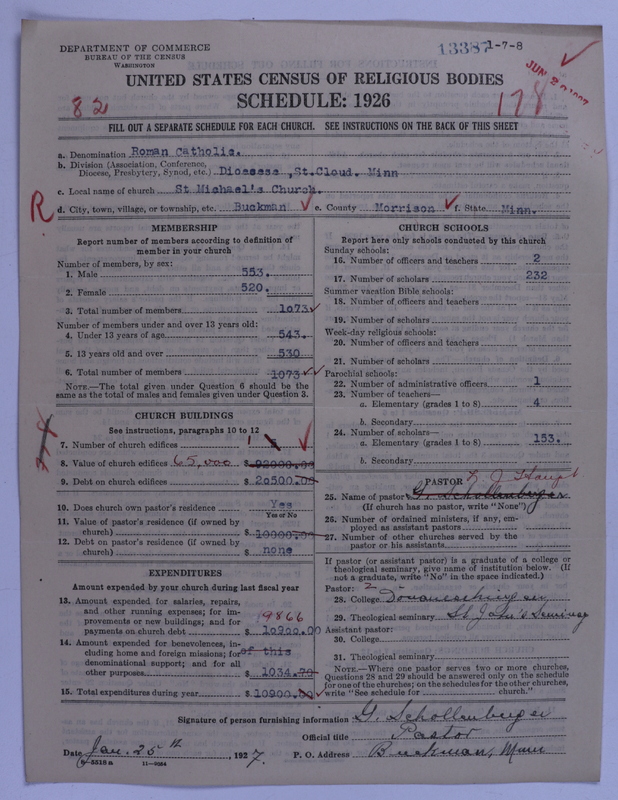 DEPARTMENT OF COMMERCE
BUREAU OF THE CENSUS
WASHINGTON
13387 1-7-8
UNITED STATES CENSUS OF RELIGIOUS BODIES
SCHEDULE: 1926
82
178
FILL OUT A SEPARATE SCHEDULE FOR EACH CHURCH. SEE INSTRUCTIONS ON THE BACK OF THIS SHEET
a. Denomination Roman Catholic.
b. Division (Association, Conference, Diocese, Presbytery, Synod, etc.) Dioesese ,St.Cloud. Minn
c. Local name of church St Michael's Church.
R
d. City, town, village, or township, etc. Buckman e. County Morrison f. State Minn.
MEMBERSHIP
Report number of members according to definition of
member in your church
Number of members, by sex:
1. Male 553.
2. Female 520.
3. Total number of members 1073
Number of members under and over 13 years old:
4. Under 13 years of age 543.
5. 13 years old and over 530
6. Total number of members 1073
NOTE.—The total given under Question 6 should be the
same as the total of males and females given under Question 3.
CHURCH BUILDINGS
See instructions, paragraphs 10 to 12
7. Number of church edifices 1
8. Value of church edifices 65,000 $ 92000.00
9. Debt on church edifices $ 20500.00
10. Does church own pastor's residence Yes
Yes or No
11. Value of pastor's residence (if owned by
church) $ 10000.00
12. Debt on pastor's residence (if owned by
church) $ none
EXPENDITURES
Amount expended by your church during last fiscal year
13. Amount expended for salaries, repairs,
and other running expenses; for im-
provements or new buildings; and for 9866
payments on church debt $ 10900.00
14. Amount expended for benevolences, in-
cluding home and foreign missions; for of this
denominational support; and for all
other purposes $ 1034.70
15. Total expenditures during year $ 10900.00
CHURCH SCHOOLS
Report here only schools conducted by this church
Sunday schools:
16. Number of officers and teachers 2
17. Number of scholars 232
Summer vacation Bible schools:
18. Number of officers and teachers
19. Number of scholars
Week-day religious schools:
20. Number of officers and teachers
21. Number of scholars
Parochial schools:
22. Number of administrative officers 1
23. Number of teachers—
a. Elementary (grades 1 to 8) 4
b. Secondary
24. Number of scholars—
a. Elementary (grades 1 to 8) 153.
b. Secondary
PASTOR
25. Name of pastor G. Schollenberger
(If church has no pastor, write "None")
26. Number of ordained ministers, if any, em-
ployed as assistant pastors
27. Number of other churches served by the
pastor or his assistants
If pastor (or assistant pastor) is a graduate of a college or
theological seminary, give name of institution below. (If
not a graduate, write "No" in the space indicated.)
Pastor:
28. College
29. Theological seminary
Assistant pastor:
30. College
31. Theological seminary
NOTE.—Where one pastor serves two or more churches,
Questions 28 and 29 should be answered only on the schedule
for one of the churches; on the schedules for the other churches,
write "See schedule for church."
Signature of person furnishing information G. Schollenberger
Official title Pastor
Date Jan. 25th, 1927. P. O. Address Buckman, Minn
8-5518a 11-9064